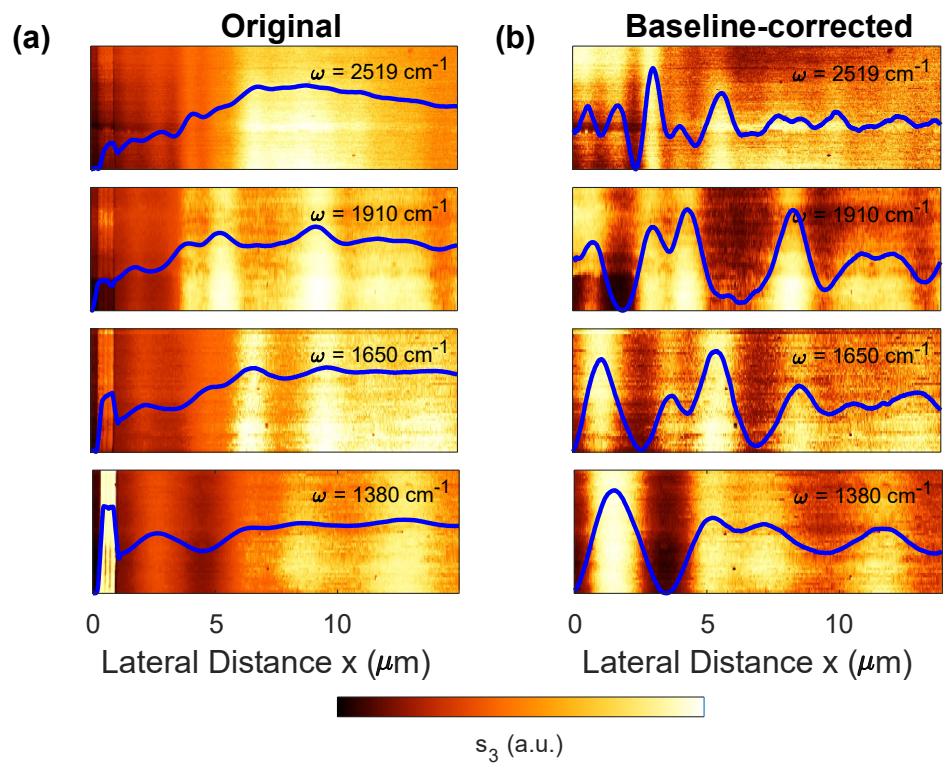 (a) Original (b) Baseline-corrected
ω = 2519 cm⁻¹ ω = 2519 cm⁻¹
ω = 1910 cm⁻¹ ω = 1910 cm⁻¹
ω = 1650 cm⁻¹ ω = 1650 cm⁻¹
ω = 1380 cm⁻¹ ω = 1380 cm⁻¹
0 5 10 0 5 10
Lateral Distance x (μm) Lateral Distance x (μm)
s₃ (a.u.)